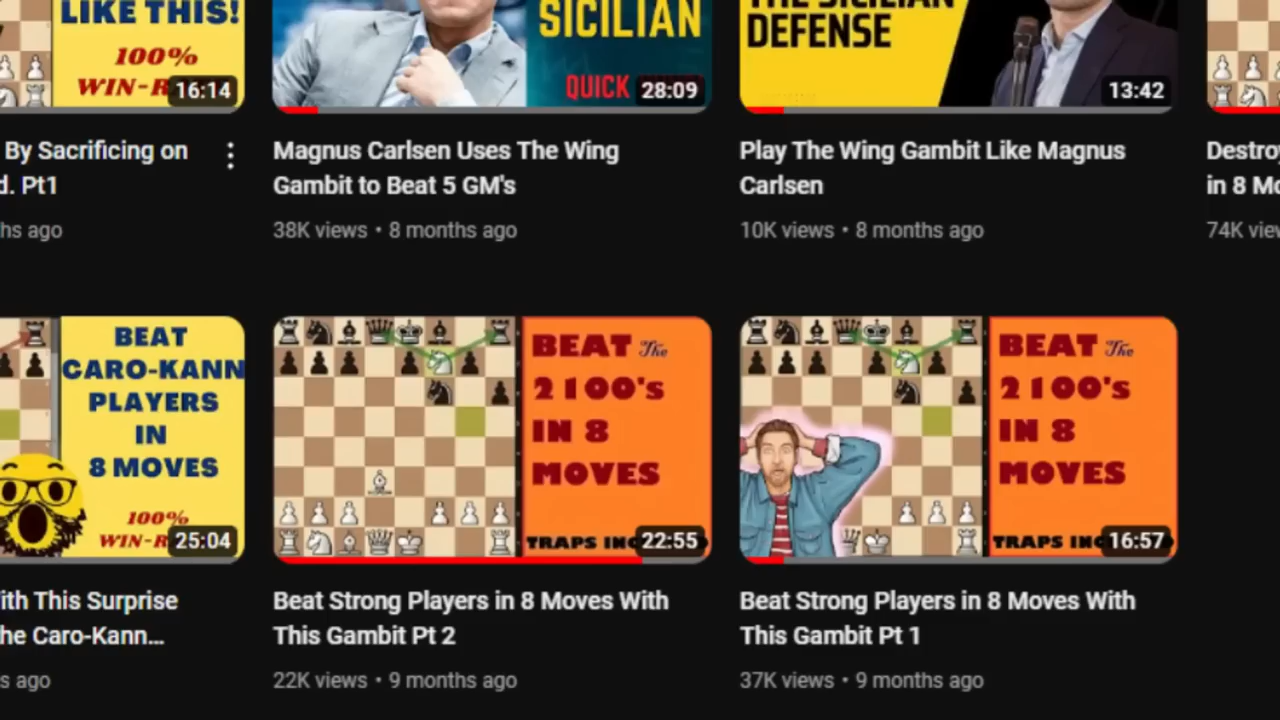 LIKE THIS!
100%
16:14
SICILIAN
QUICK
28:09
DEFENSE
13:42
By Sacrificing on
d. Pt1
hs ago
Magnus Carlsen Uses The Wing
Gambit to Beat 5 GM's
38K views • 8 months ago
Play The Wing Gambit Like Magnus
Carlsen
10K views • 8 months ago
Destroy
in 8 Mo
74K view
BEAT
CARO-KANN
PLAYERS
IN
8 MOVES
100%
WIN-R
25:04
BEAT The
2100's
IN 8
MOVES
TRAPS INC
22:55
BEAT The
2100's
IN 8
MOVES
TRAPS INC
16:57
ith This Surprise
he Caro-Kann...
s ago
Beat Strong Players in 8 Moves With
This Gambit Pt 2
22K views • 9 months ago
Beat Strong Players in 8 Moves With
This Gambit Pt 1
37K views • 9 months ago